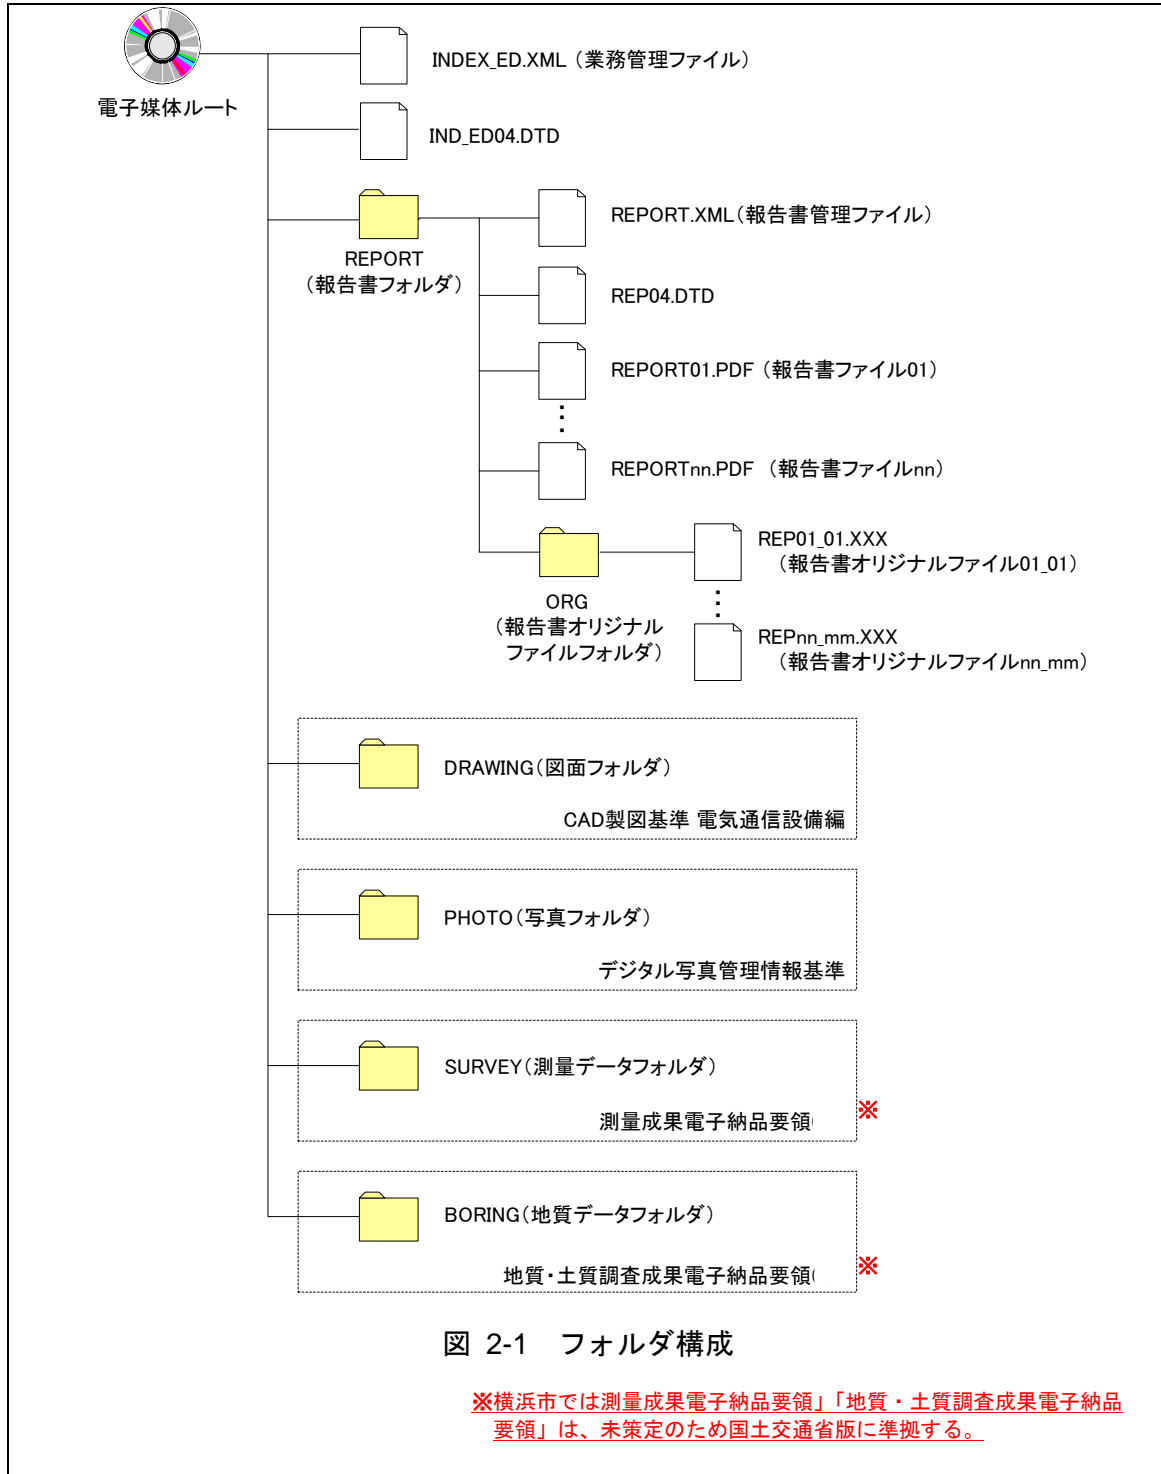 電子媒体ルート
INDEX_ED.XML（業務管理ファイル）
IND_ED04.DTD
REPORT
（報告書フォルダ）
REPORT.XML（報告書管理ファイル）
REP04.DTD
REPORT01.PDF（報告書ファイル01）
⋮
REPORTnn.PDF （報告書ファイルnn）
ORG
（報告書オリジナル
ファイルフォルダ）
REP01_01.XXX
（報告書オリジナルファイル01_01）
⋮
REPnn_mm.XXX
（報告書オリジナルファイルnn_mm）
DRAWING（図面フォルダ）
CAD製図基準 電気通信設備編
PHOTO（写真フォルダ）
デジタル写真管理情報基準
SURVEY（測量データフォルダ）
測量成果電子納品要領（ ※
BORING（地質データフォルダ）
地質・土質調査成果電子納品要領（ ※
図 2-1　フォルダ構成
※横浜市では測量成果電子納品要領」「地質・土質調査成果電子納品
要領」は、未策定のため国土交通省版に準拠する。